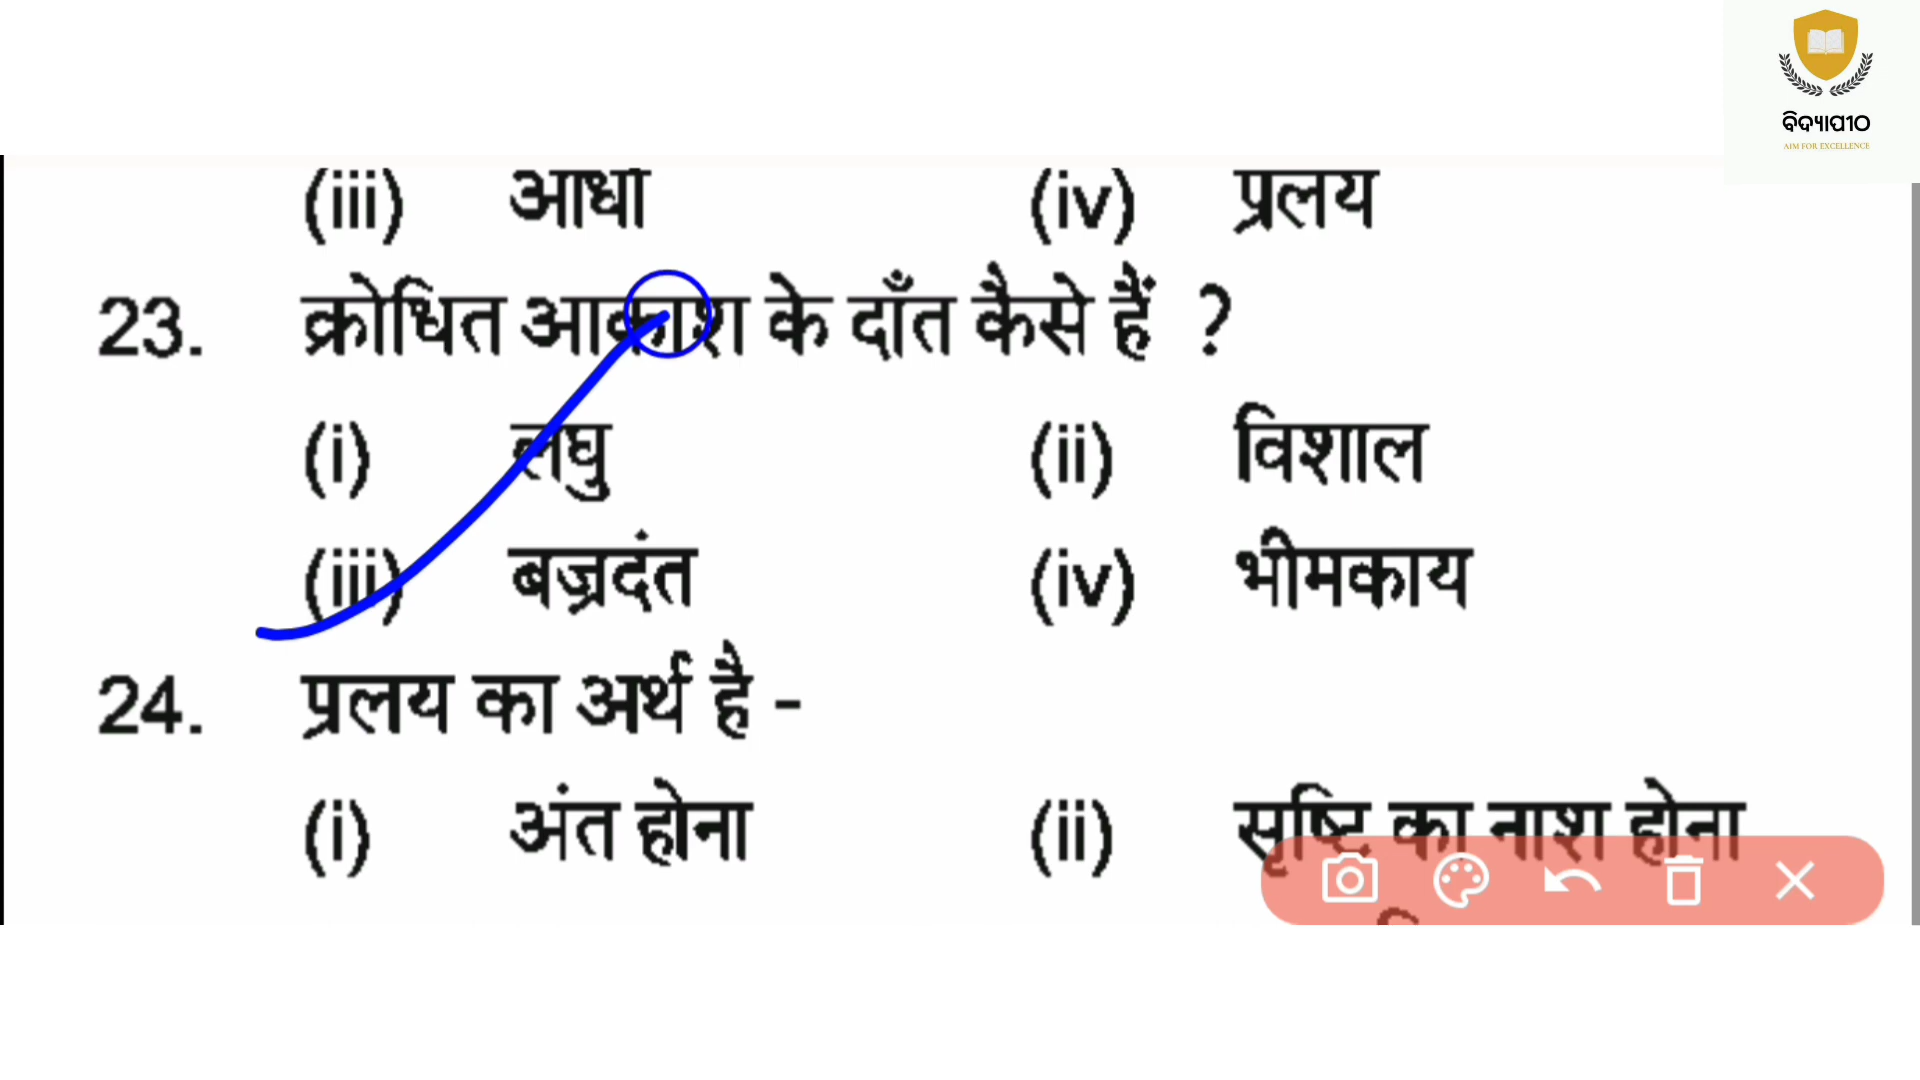 ବିଦ୍ୟାପୀଠ
AIM FOR EXCELLENCE
(iii) आधी (iv) प्रलय
23. क्रोधित आकाश के दाँत कैसे हैं ?
(i) लघु (ii) विशाल
(iii) बज्रदंत (iv) भीमकाय
24. प्रलय का अर्थ है -
(i) अंत होना (ii) सृष्टि का नाश होना